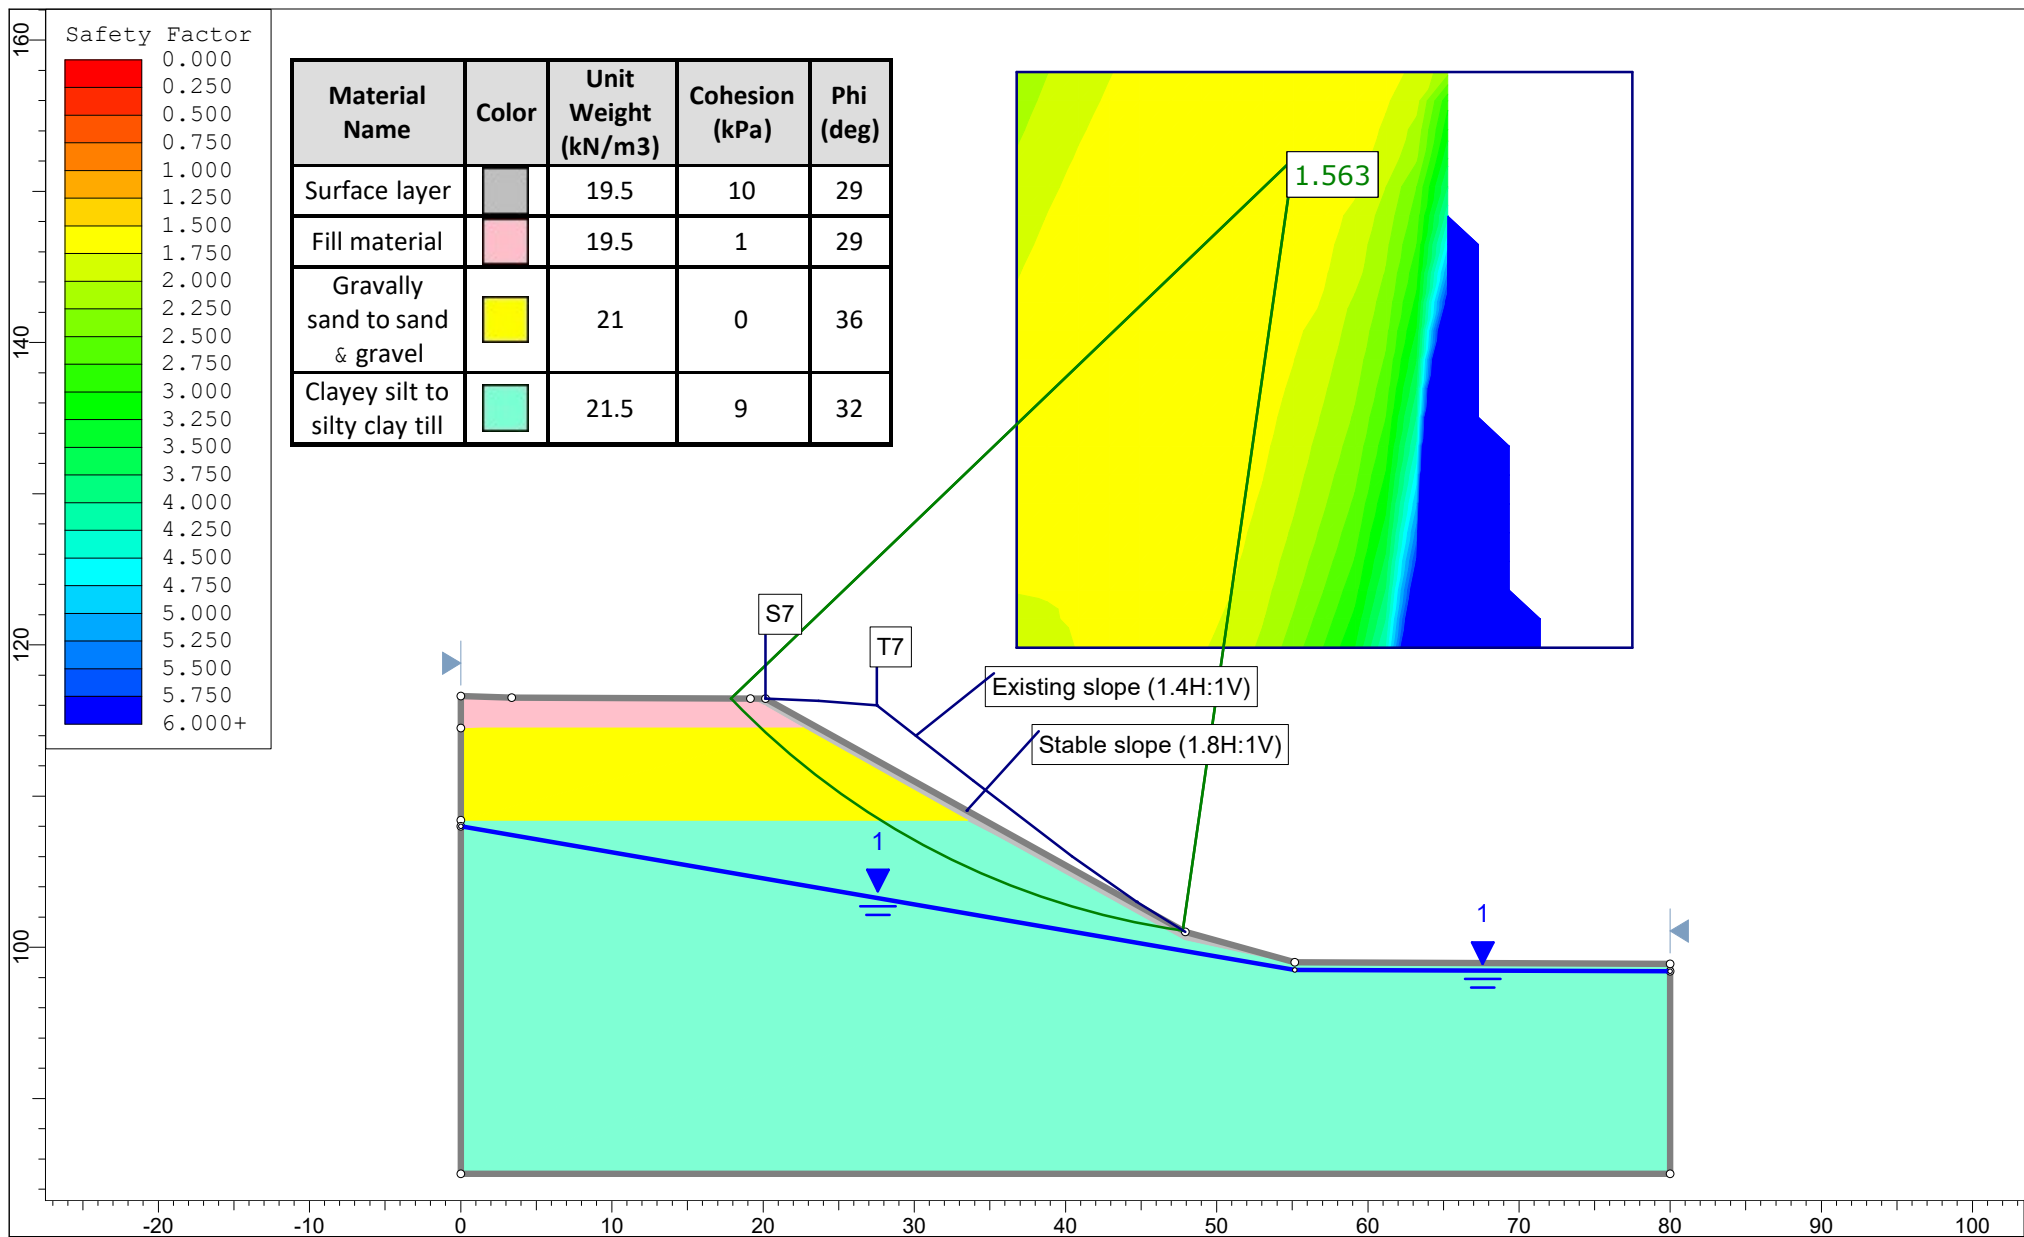 Safety Factor
0.000
0.250
0.500
0.750
1.000
1.250
1.500
1.750
2.000
2.250
2.500
2.750
3.000
3.250
3.500
3.750
4.000
4.250
4.500
4.750
5.000
5.250
5.500
5.750
6.000+
Material Name Color Unit Weight (kN/m3) Cohesion (kPa) Phi (deg)
Surface layer 19.5 10 29
Fill material 19.5 1 29
Gravally sand to sand & gravel 21 0 36
Clayey silt to silty clay till 21.5 9 32
1.563
S7
T7
Existing slope (1.4H:1V)
Stable slope (1.8H:1V)
1
1
160
140
120
100
-20 -10 0 10 20 30 40 50 60 70 80 90 100